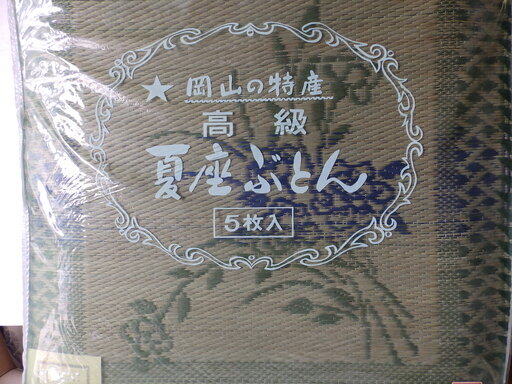 ★ 岡山の特産
高級
夏座ぶとん
5枚入